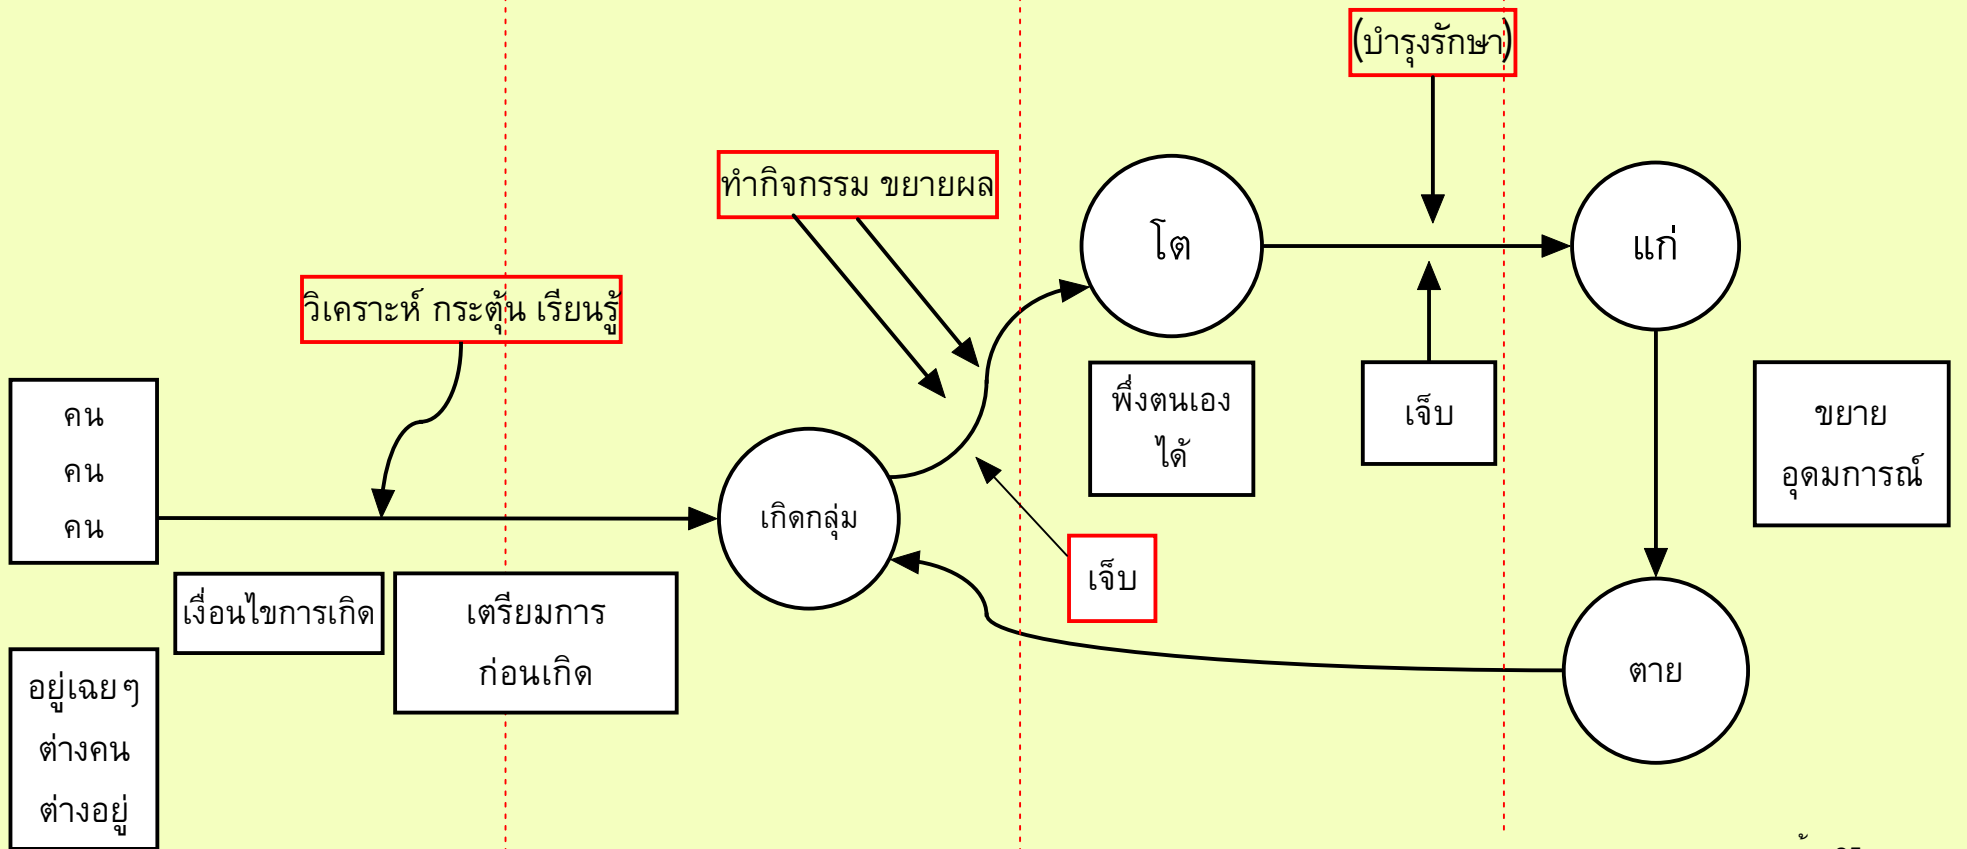 (บำรุงรักษา)
ทำกิจกรรม ขยายผล
โต
แก่
วิเคราะห์ กระตุ้น เรียนรู้
คน
คน
คน
พึ่งตนเอง
ได้
เจ็บ
ขยาย
อุดมการณ์
เกิดกลุ่ม
เจ็บ
เงื่อนไขการเกิด
เตรียมการ
ก่อนเกิด
ตาย
อยู่เฉยๆ
ต่างคน
ต่างอยู่